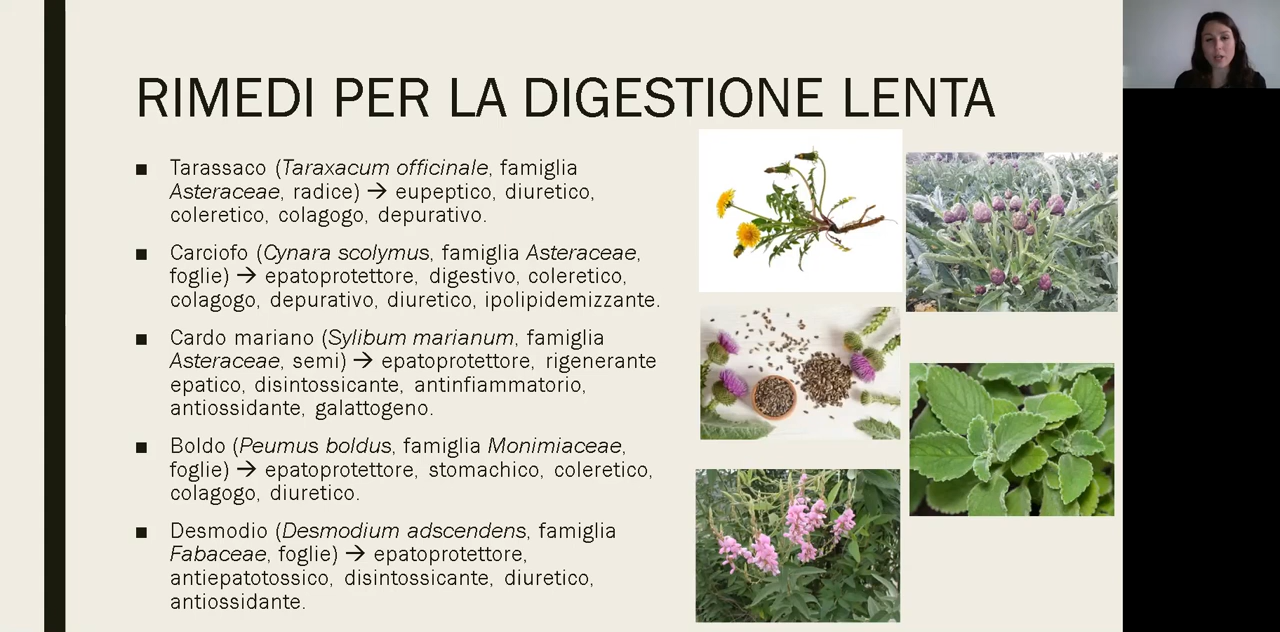 RIMEDI PER LA DIGESTIONE LENTA
■ Tarassaco (Taraxacum officinale, famiglia
Asteraceae, radice) → eupeptico, diuretico,
coleretico, colagogo, depurativo.
■ Carciofo (Cynara scolymus, famiglia Asteraceae,
foglie) → epatoprotettore, digestivo, coleretico,
colagogo, depurativo, diuretico, ipolipidemizzante.
■ Cardo mariano (Sylibum marianum, famiglia
Asteraceae, semi) → epatoprotettore, rigenerante
epatico, disintossicante, antinfiammatorio,
antiossidante, galattogeno.
■ Boldo (Peumus boldus, famiglia Monimiaceae,
foglie) → epatoprotettore, stomachico, coleretico,
colagogo, diuretico.
■ Desmodio (Desmodium adscendens, famiglia
Fabaceae, foglie) → epatoprotettore,
antiepatotossico, disintossicante, diuretico,
antiossidante.